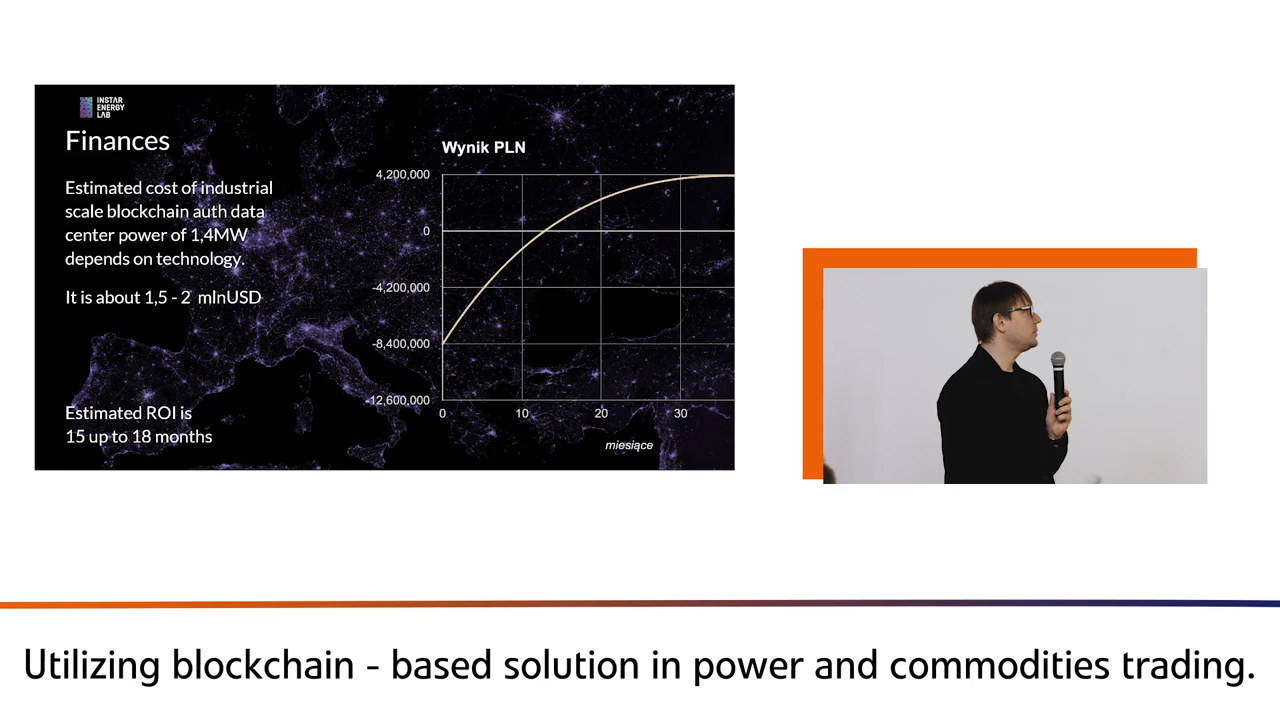 INSTAR
ENERGY
LAB
Finances
Estimated cost of industrial
scale blockchain auth data
center power of 1,4MW
depends on technology.
It is about 1,5 - 2 mlnUSD
Estimated ROI is
15 up to 18 months
Wynik PLN
4,200,000
0
-4,200,000
-8,400,000
-12,600,000
0 10 20 30
miesiące
Utilizing blockchain - based solution in power and commodities trading.